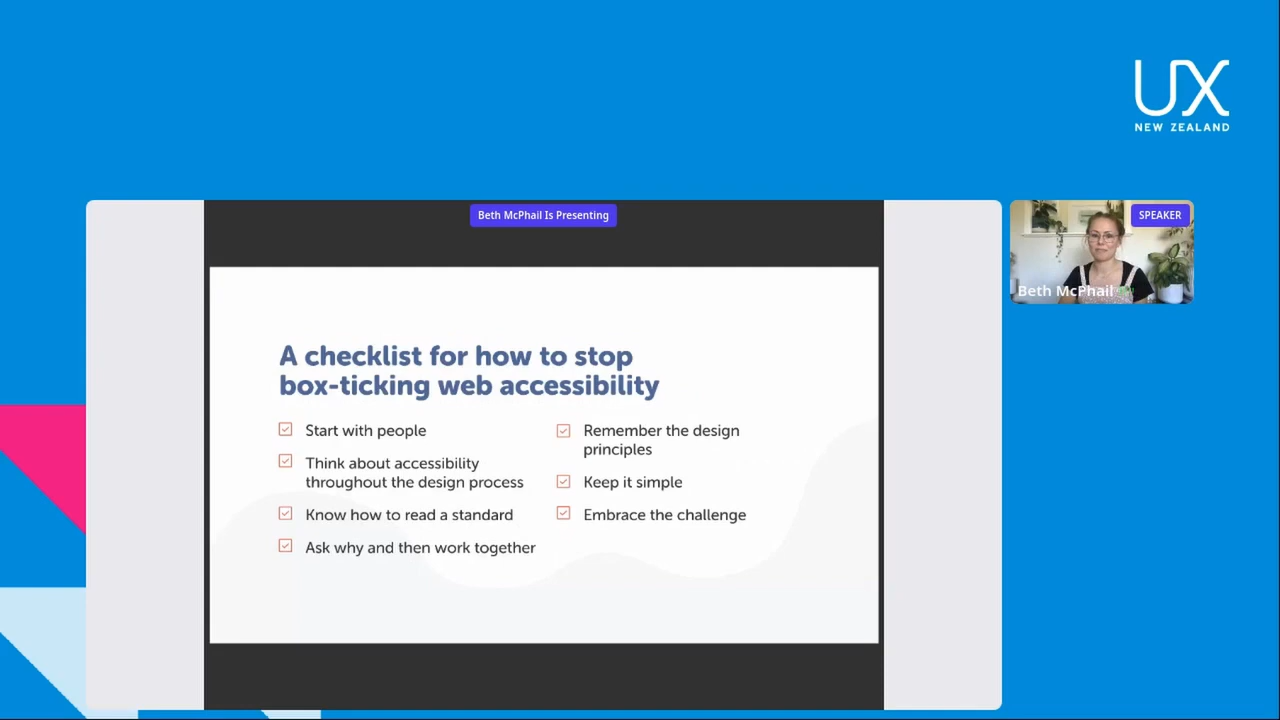 UX
NEW ZEALAND
Beth McPhail Is Presenting
SPEAKER
Beth McPhail
A checklist for how to stop
box-ticking web accessibility
Start with people
Think about accessibility
throughout the design process
Know how to read a standard
Ask why and then work together
Remember the design
principles
Keep it simple
Embrace the challenge